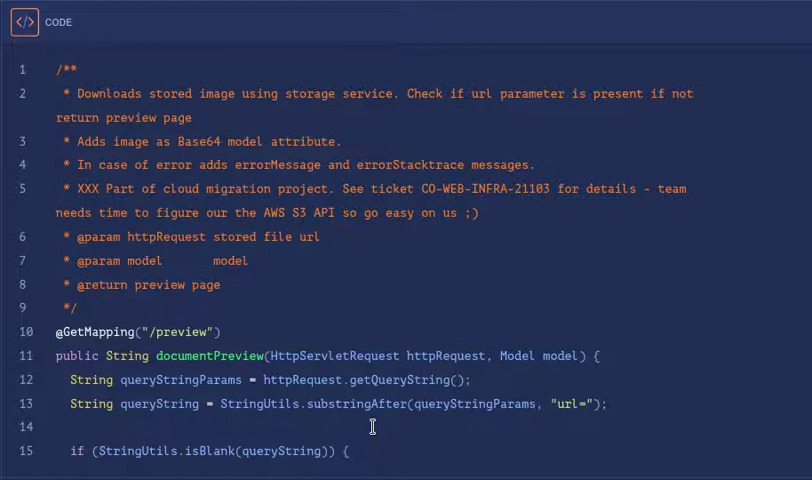 </> CODE
1 /**
2 * Downloads stored image using storage service. Check if url parameter is present if not
return preview page
3 * Adds image as Base64 model attribute.
4 * In case of error adds errorMessage and errorStacktrace messages.
5 * XXX Part of cloud migration project. See ticket CO-WEB-INFRA-21103 for details - team
needs time to figure our the AWS S3 API so go easy on us ;)
6 * @param httpRequest stored file url
7 * @param model       model
8 * @return preview page
9 */
10 @GetMapping("/preview")
11 public String documentPreview(HttpServletRequest httpRequest, Model model) {
12   String queryStringParams = httpRequest.getQueryString();
13   String queryString = StringUtils.substringAfter(queryStringParams, "url=");
14
15   if (StringUtils.isBlank(queryString)) {